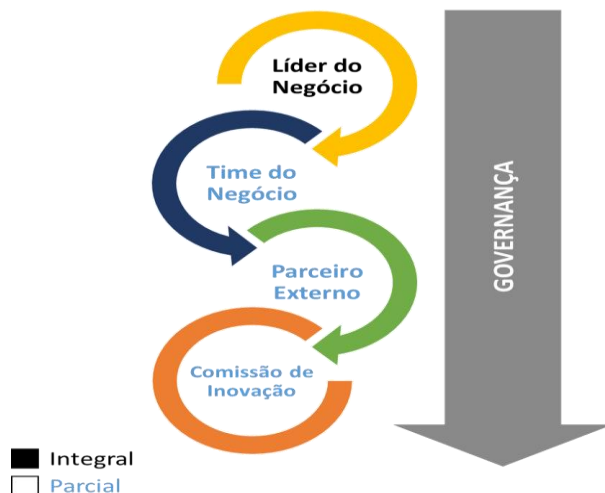 Líder do
Negócio
Time do
Negócio
Parceiro
Externo
Comissão de
Inovação
GOVERNANÇA
Integral
Parcial